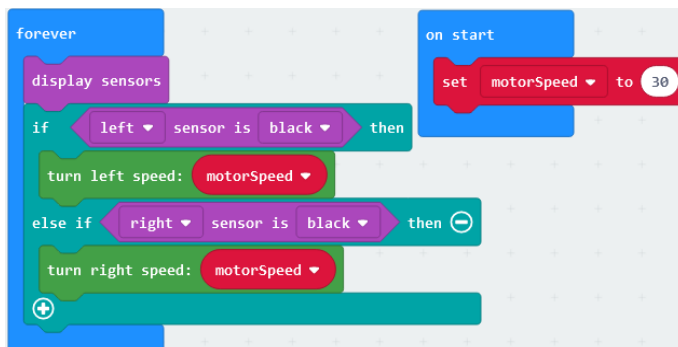 forever
display sensors
if left sensor is black then
turn left speed: motorSpeed
else if right sensor is black then
turn right speed: motorSpeed
on start
set motorSpeed to 30